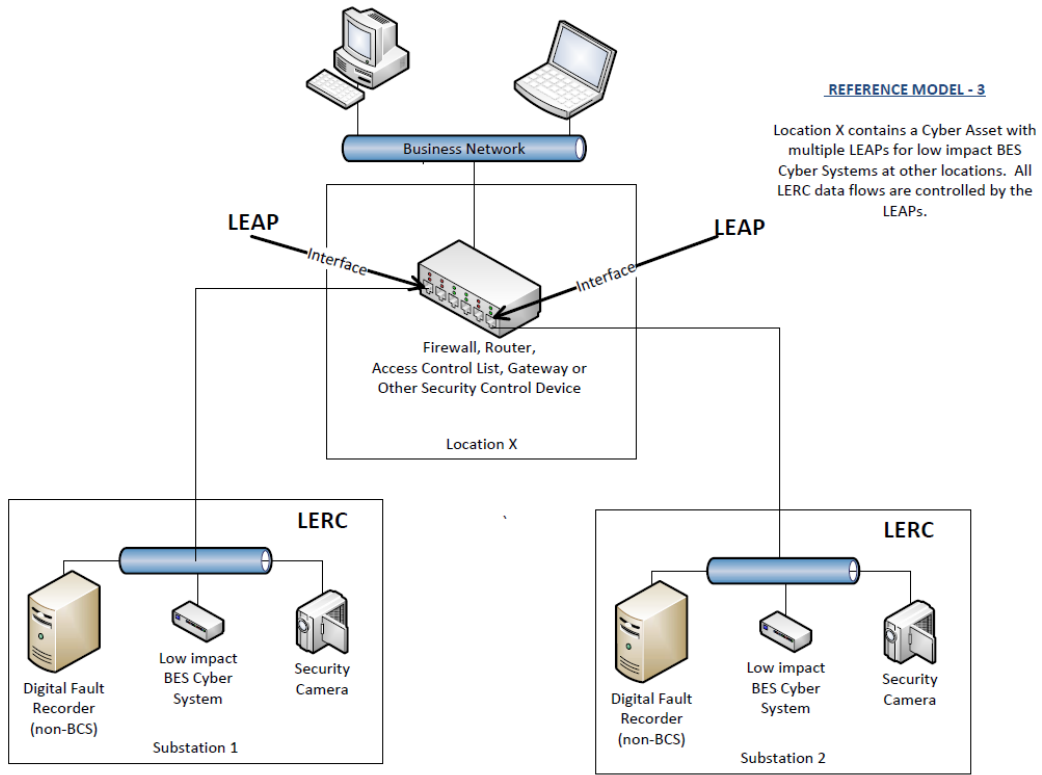 REFERENCE MODEL - 3
Location X contains a Cyber Asset with
multiple LEAPs for low impact BES
Cyber Systems at other locations.  All
LERC data flows are controlled by the
LEAPs.
Business Network
LEAP
LEAP
Interface
Interface
Firewall, Router,
Access Control List, Gateway or
Other Security Control Device
Location X
LERC
Digital Fault
Recorder
(non-BCS)
Low impact
BES Cyber
System
Security
Camera
Substation 1
LERC
Digital Fault
Recorder
(non-BCS)
Low impact
BES Cyber
System
Security
Camera
Substation 2